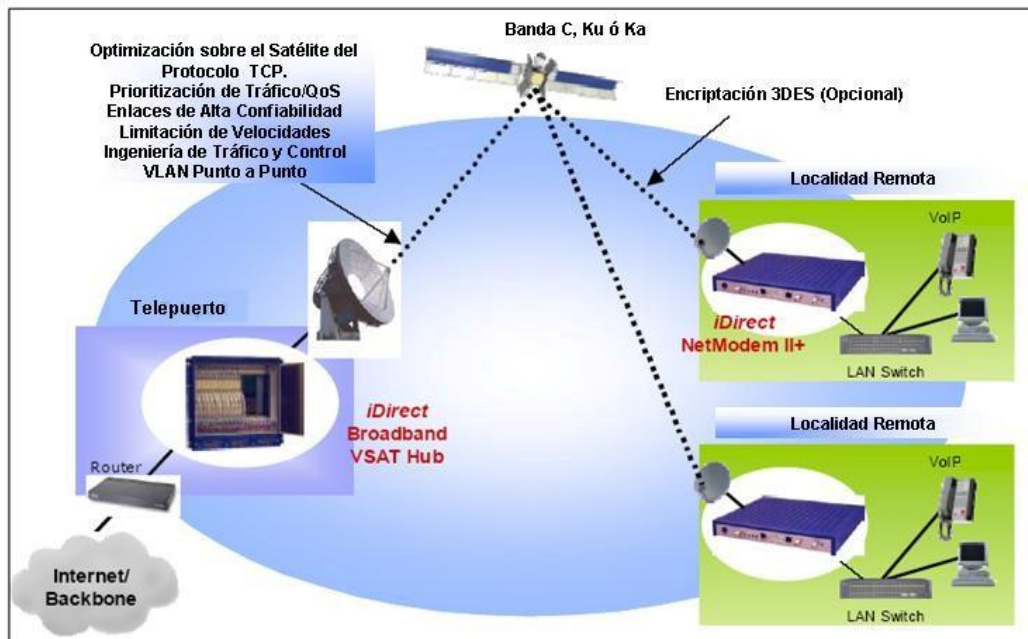 Banda C, Ku ó Ka
Optimización sobre el Satélite del
Protocolo TCP.
Prioritización de Tráfico/QoS
Enlaces de Alta Confiabilidad
Limitación de Velocidades
Ingeniería de Tráfico y Control
VLAN Punto a Punto
Encriptación 3DES (Opcional)
Localidad Remota
VoIP
iDirect
NetModem II+
LAN Switch
Telepuerto
iDirect
Broadband
VSAT Hub
Router
Internet/
Backbone
Localidad Remota
VoIP
LAN Switch